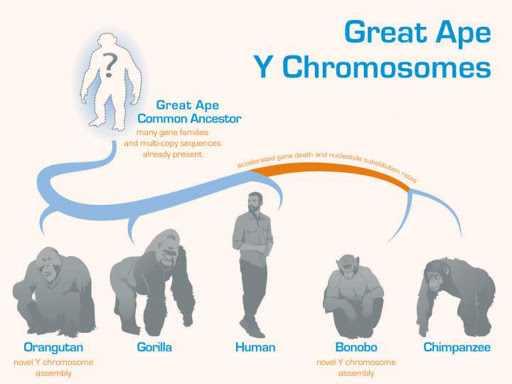 Great Ape
Y Chromosomes
?
Great Ape
Common Ancestor
many gene families
and multi-copy sequences
already present
accelerated gene death and nucleotide substitution rates
Orangutan
novel Y chromosome
assembly
Gorilla
Human
Bonobo
novel Y chromosome
assembly
Chimpanzee